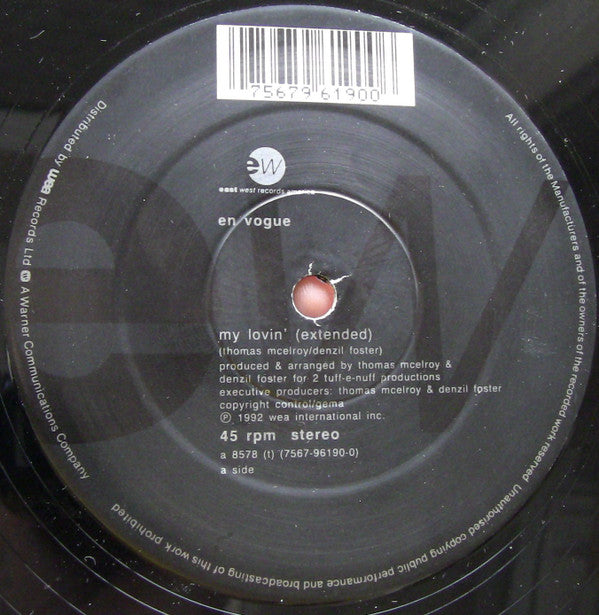 75679 61900
ew
east west records america
en vogue
my lovin' (extended)
(thomas mcelroy/denzil foster)
produced & arranged by thomas mcelroy &
denzil foster for 2 tuff-e-nuff productions
executive producers: thomas mcelroy & denzil foster
copyright control/gema
℗ 1992 wea international inc.
45 rpm stereo
a 8578 (t) (7567-96190-0)
a side
Distributed by wea Records Ltd. A Warner Communications Company
All rights of the Manufacturers and of the owners of the recorded work reserved Unauthorised copying public performance and broadcasting of this work prohibited
ew